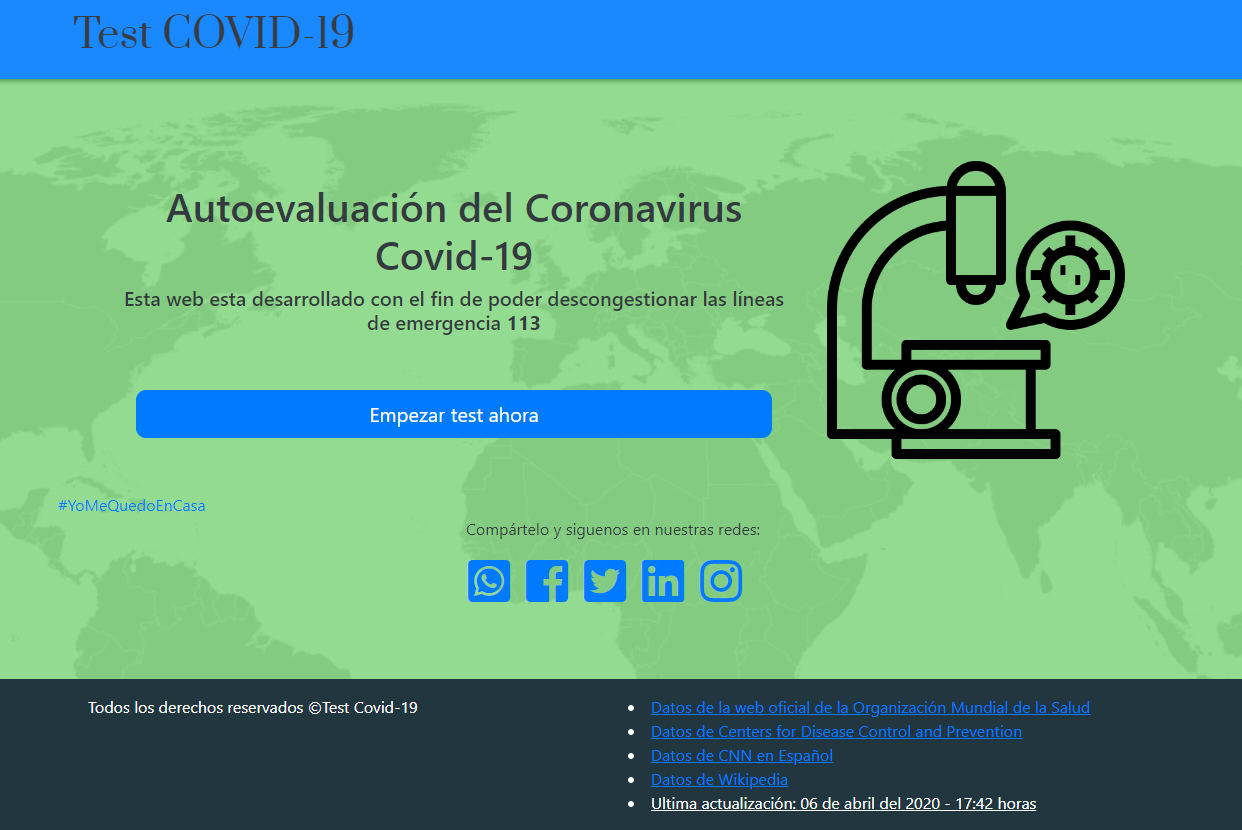 Test COVID-19
Autoevaluación del Coronavirus
Covid-19
Esta web esta desarrollado con el fin de poder descongestionar las líneas
de emergencia 113
Empezar test ahora
#YoMeQuedoEnCasa
Compártelo y siguenos en nuestras redes:
Todos los derechos reservados ©Test Covid-19
Datos de la web oficial de la Organización Mundial de la Salud
Datos de Centers for Disease Control and Prevention
Datos de CNN en Español
Datos de Wikipedia
Ultima actualización: 06 de abril del 2020 - 17:42 horas